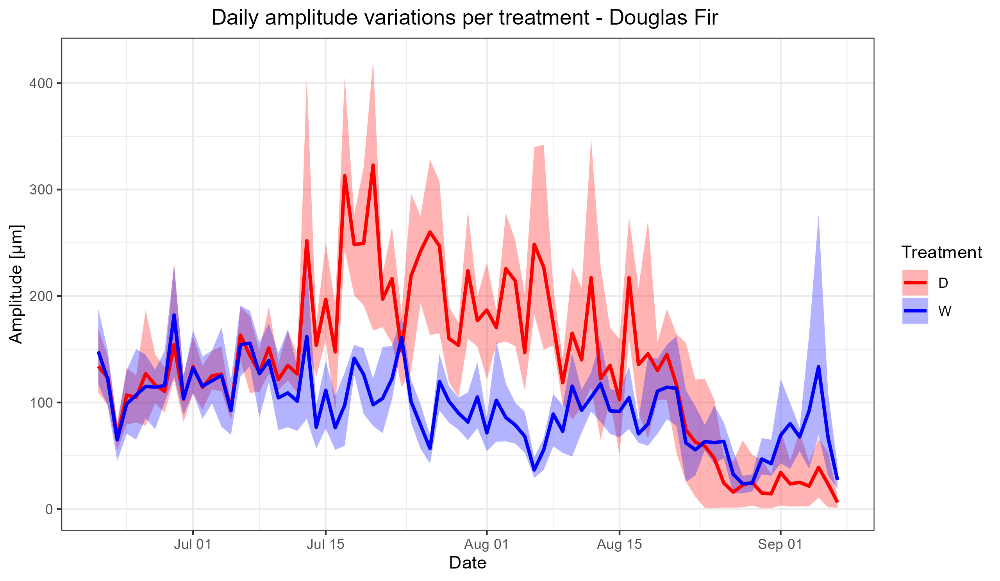 Daily amplitude variations per treatment - Douglas Fir
Amplitude [µm]
400
300
200
100
0
Jul 01
Jul 15
Aug 01
Aug 15
Sep 01
Date
Treatment
D
W